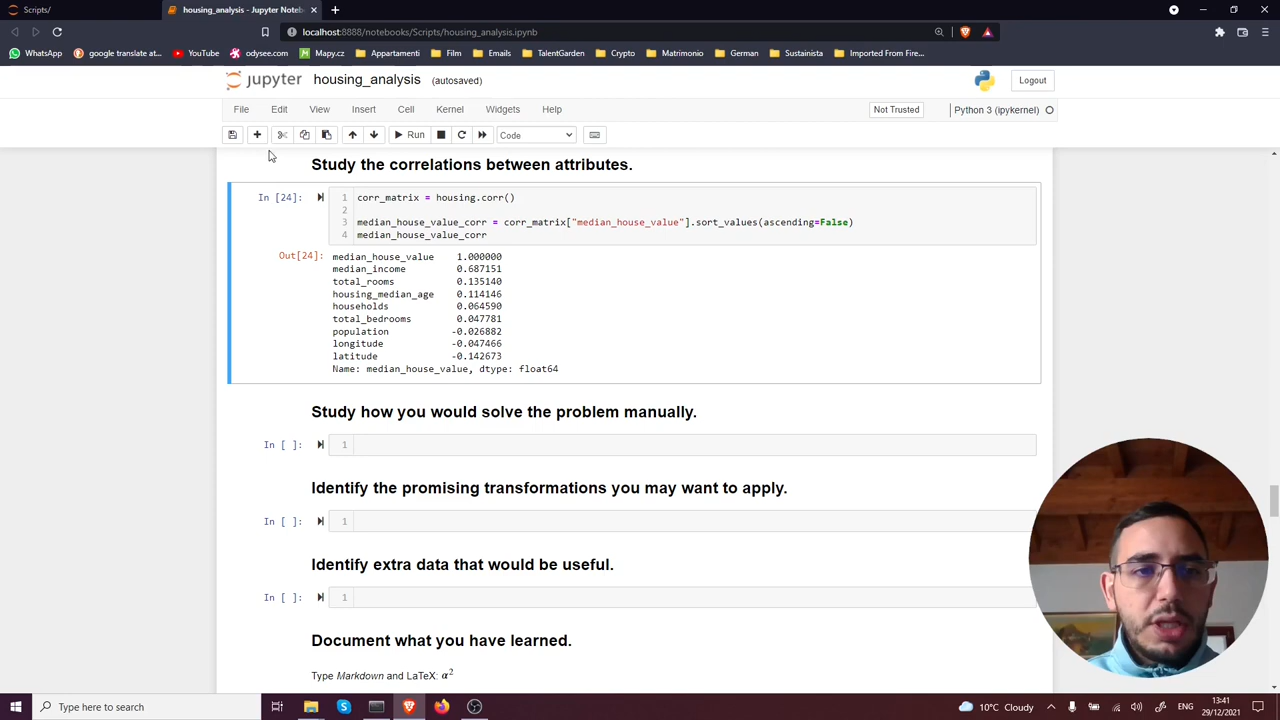 Scripts/
housing_analysis - Jupyter Noteb
localhost:8888/notebooks/Scripts/housing_analysis.ipynb
WhatsApp
google translate at...
YouTube
odysee.com
Mapy.cz
Appartamenti
Film
Emails
TalentGarden
Crypto
Matrimonio
German
Sustainista
Imported From Fire...
jupyter housing_analysis (autosaved)
Logout
File Edit View Insert Cell Kernel Widgets Help
Not Trusted
Python 3 (ipykernel)
Run
Code
Study the correlations between attributes.
In [24]:
1 corr_matrix = housing.corr()
2
3 median_house_value_corr = corr_matrix["median_house_value"].sort_values(ascending=False)
4 median_house_value_corr
Out[24]:
median_house_value 1.000000
median_income 0.687151
total_rooms 0.135140
housing_median_age 0.114146
households 0.064590
total_bedrooms 0.047781
population -0.026882
longitude -0.047466
latitude -0.142673
Name: median_house_value, dtype: float64
Study how you would solve the problem manually.
In [ ]: 1
Identify the promising transformations you may want to apply.
In [ ]: 1
Identify extra data that would be useful.
In [ ]: 1
Document what you have learned.
Type Markdown and LaTeX: α²
Type here to search
10°C Cloudy
ENG
13:41
29/12/2021